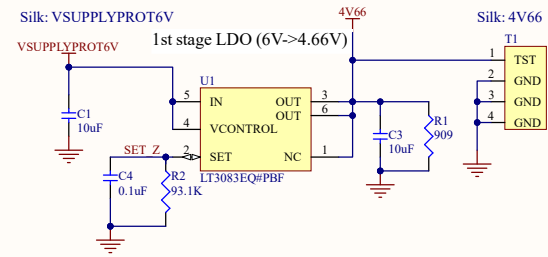 Silk: VSUPPLYPROT6V
4V66
Silk: 4V66
VSUPPLYPROT6V
1st stage LDO (6V->4.66V)
T1
1
TST
2
GND
3
GND
4
GND
U1
5
IN
OUT
3
OUT
6
4
VCONTROL
C1
10uF
C3
10uF
R1
909
SET_Z
2
SET
NC
1
LT3083EQ#PBF
C4
0.1uF
R2
93.1K